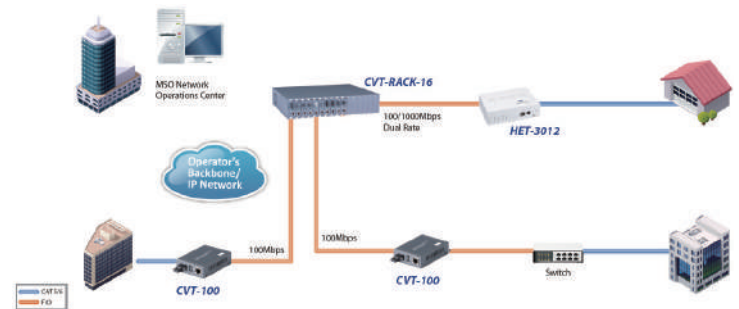 MSO Network
Operations Center
CVT-RACK-16
100/1000Mbps
Dual Rate
HET-3012
Operator's
Backbone/
IP Network
100Mbps
CVT-100
100Mbps
CVT-100
Switch
CVT5/6